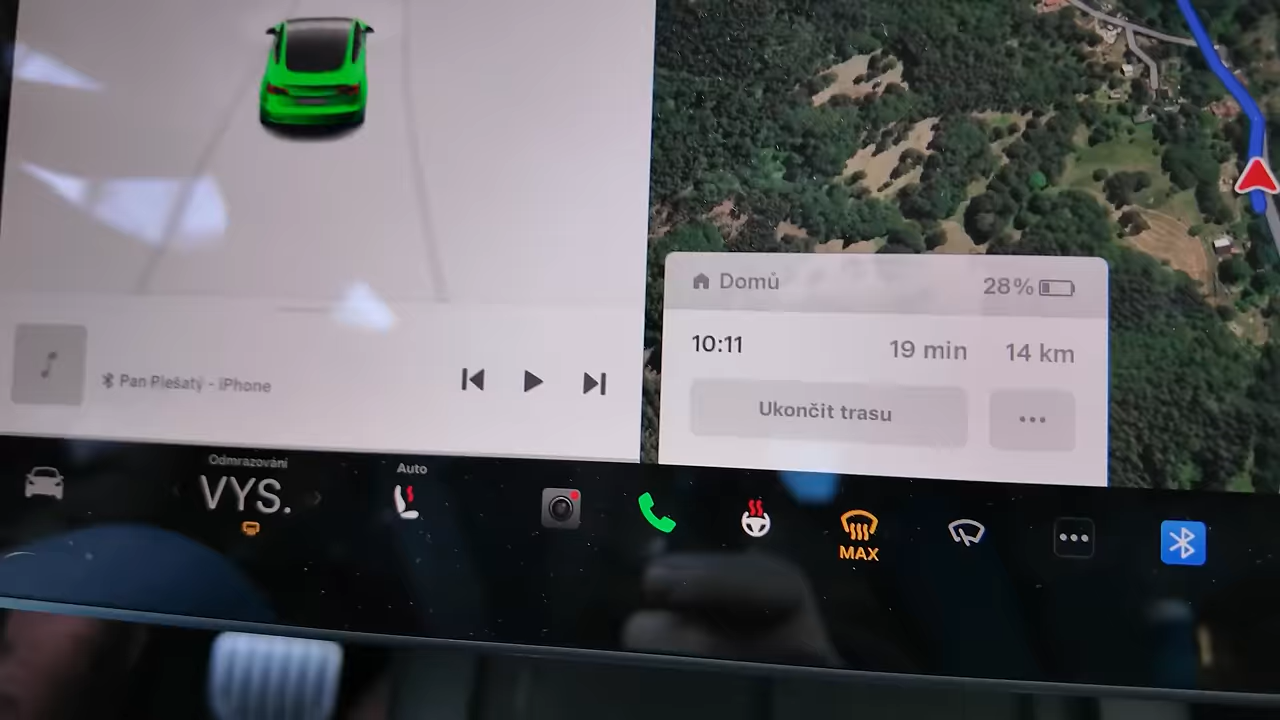 Pan Plešatý - iPhone
Domů
28%
10:11
19 min
14 km
Ukončit trasu
Odmrazování
VYS.
Auto
MAX